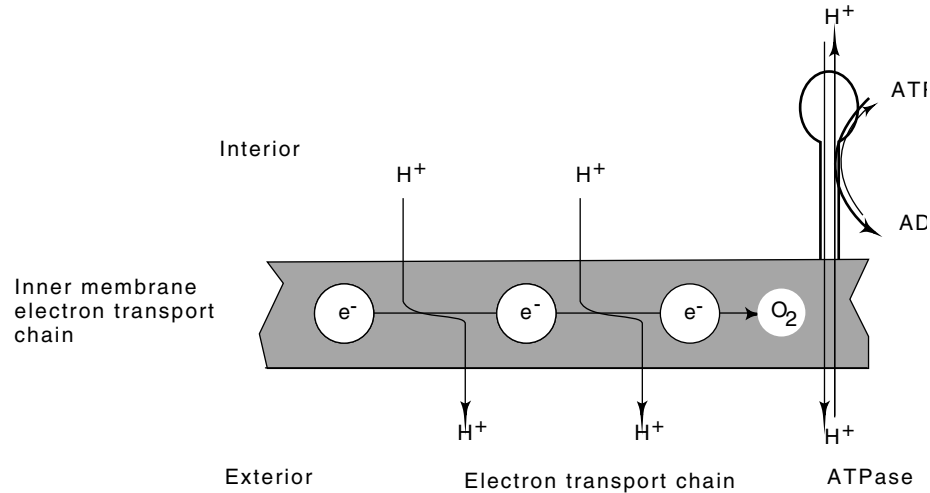 H+
ATP
Interior
H+
H+
AD
Inner membrane
electron transport
chain
e-
e-
e-
O2
H+
H+
H+
Exterior
Electron transport chain
ATPase